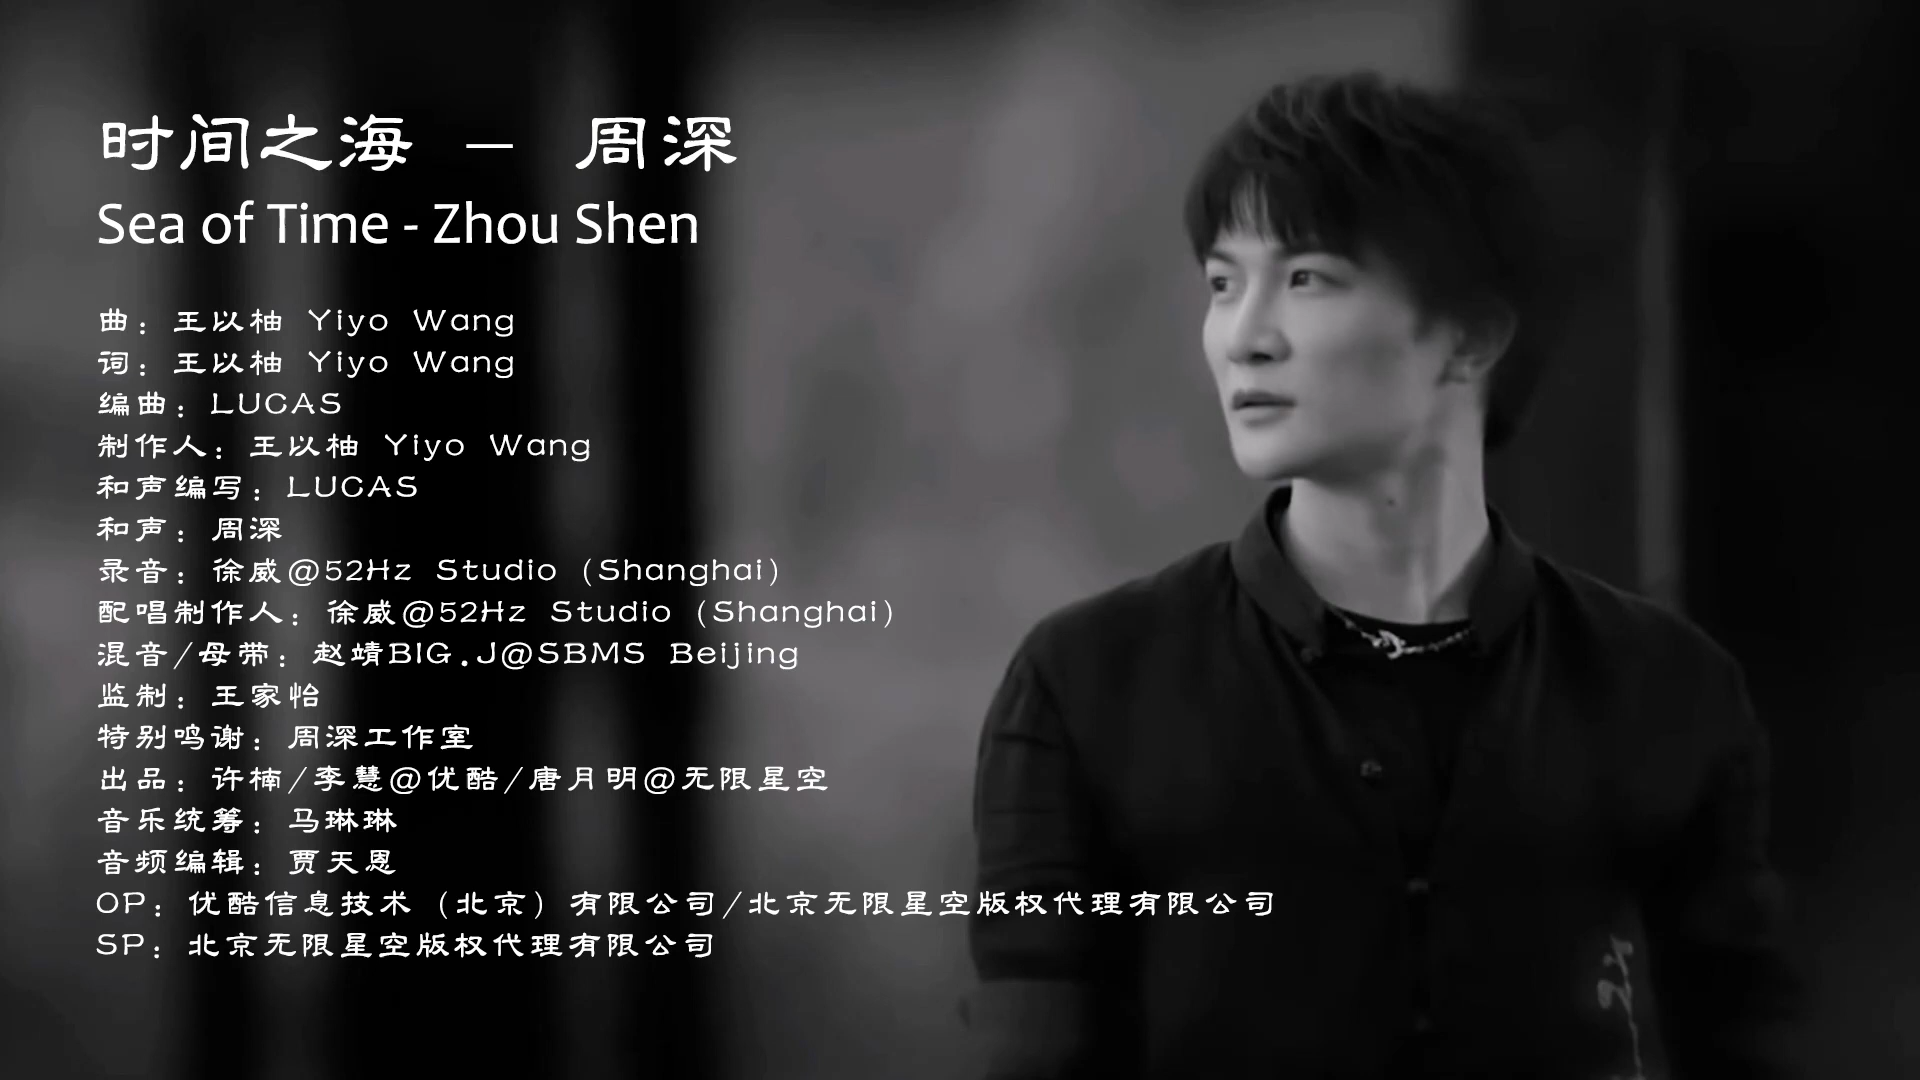 时间之海 – 周深
Sea of Time - Zhou Shen
曲：王以柚 Yiyo Wang
词：王以柚 Yiyo Wang
编曲：LUCAS
制作人：王以柚 Yiyo Wang
和声编写：LUCAS
和声：周深
录音：徐威@52Hz Studio (Shanghai)
配唱制作人：徐威@52Hz Studio (Shanghai)
混音/母带：赵靖BIG.J@SBMS Beijing
监制：王家怡
特别鸣谢：周深工作室
出品：许楠/李慧@优酷/唐月明@无限星空
音乐统筹：马琳琳
音频编辑：贾天恩
OP：优酷信息技术（北京）有限公司/北京无限星空版权代理有限公司
SP：北京无限星空版权代理有限公司